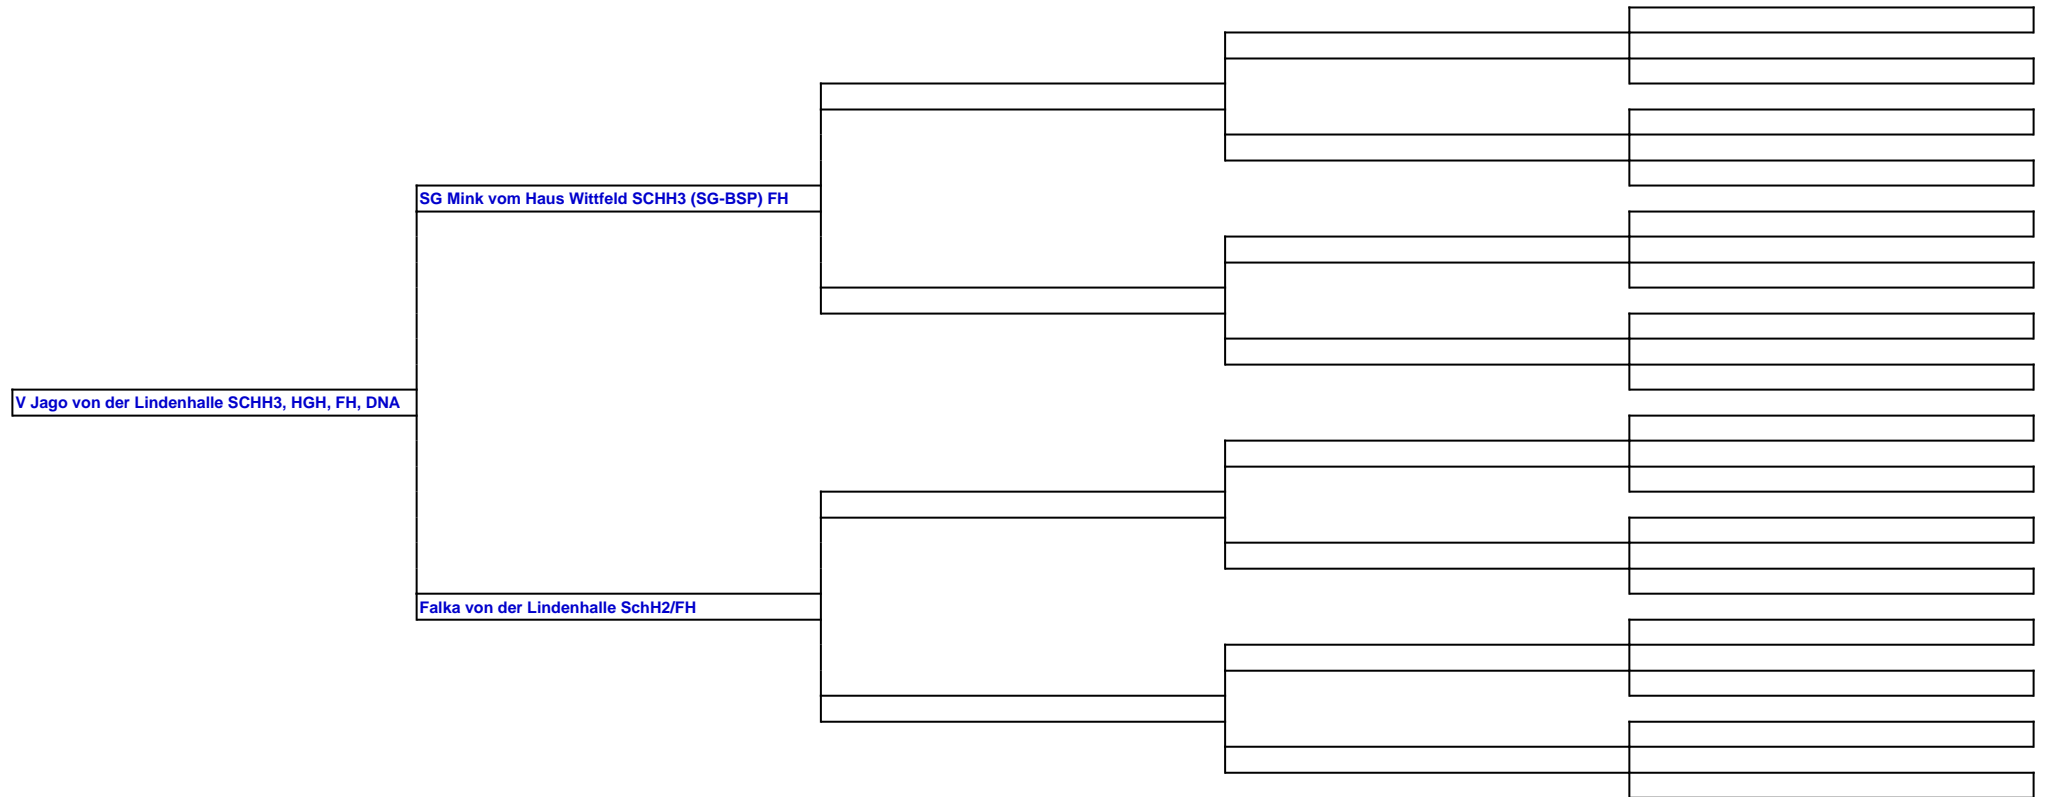 SG Mink vom Haus Wittfeld SCHH3 (SG-BSP) FH
V Jago von der Lindenhalle SCHH3, HGH, FH, DNA
Falka von der Lindenhalle SchH2/FH